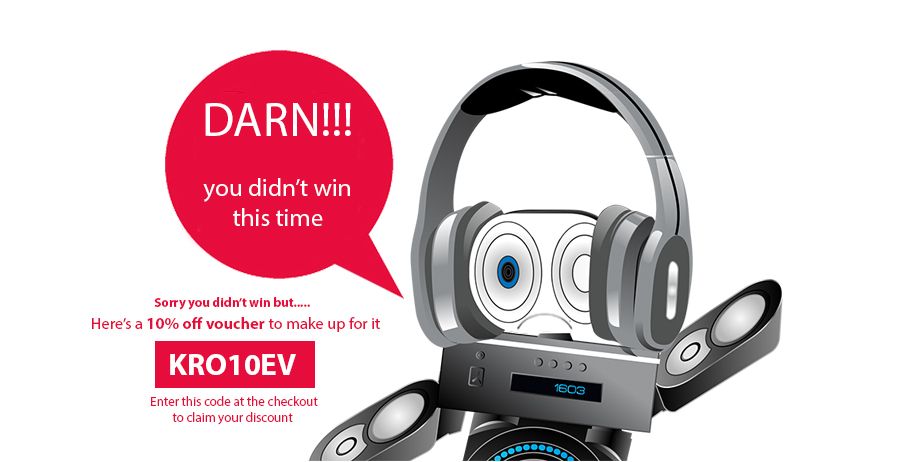 DARN!!!
you didn't win
this time
Sorry you didn't win but.....
Here's a 10% off voucher to make up for it
KRO10EV
Enter this code at the checkout
to claim your discount
1603